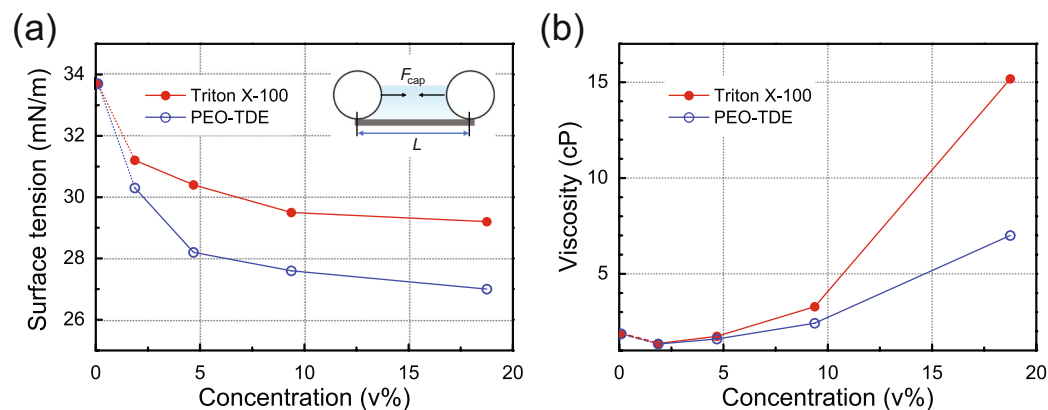 (a)
Surface tension (mN/m)
34
32
30
28
26
Triton X-100
PEO-TDE
Fcap
L
0
5
10
15
20
Concentration (v%)
(b)
Viscosity (cP)
15
10
5
Triton X-100
PEO-TDE
0
5
10
15
20
Concentration (v%)